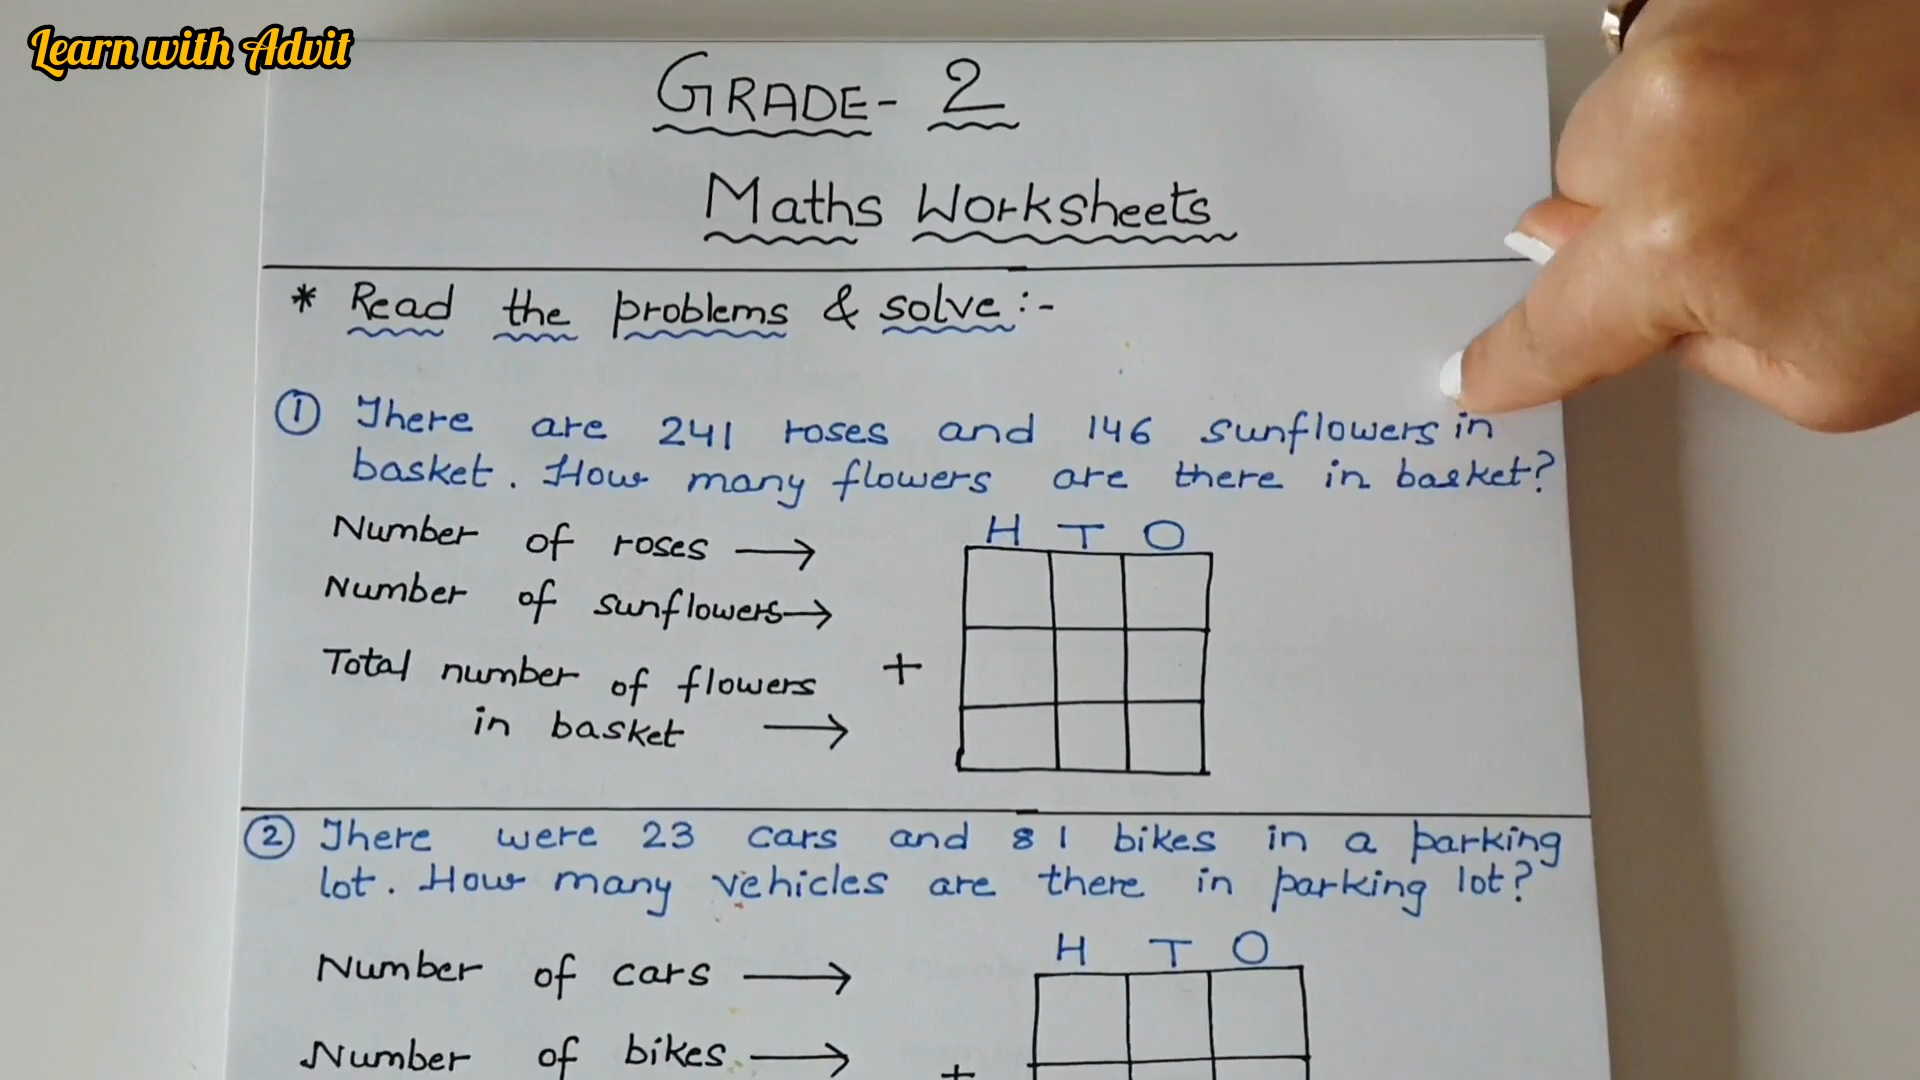 Learn with Advit
GRADE- 2
Maths Worksheets
* Read the problems & solve :-
① There are 241 roses and 146 sunflowers in
basket. How many flowers are there in basket?
H T O
Number of roses →
Number of sunflowers →
Total number of flowers +
in basket →
② There were 23 cars and 81 bikes in a parking
lot. How many vehicles are there in parking lot?
H T O
Number of cars →
Number of bikes → +